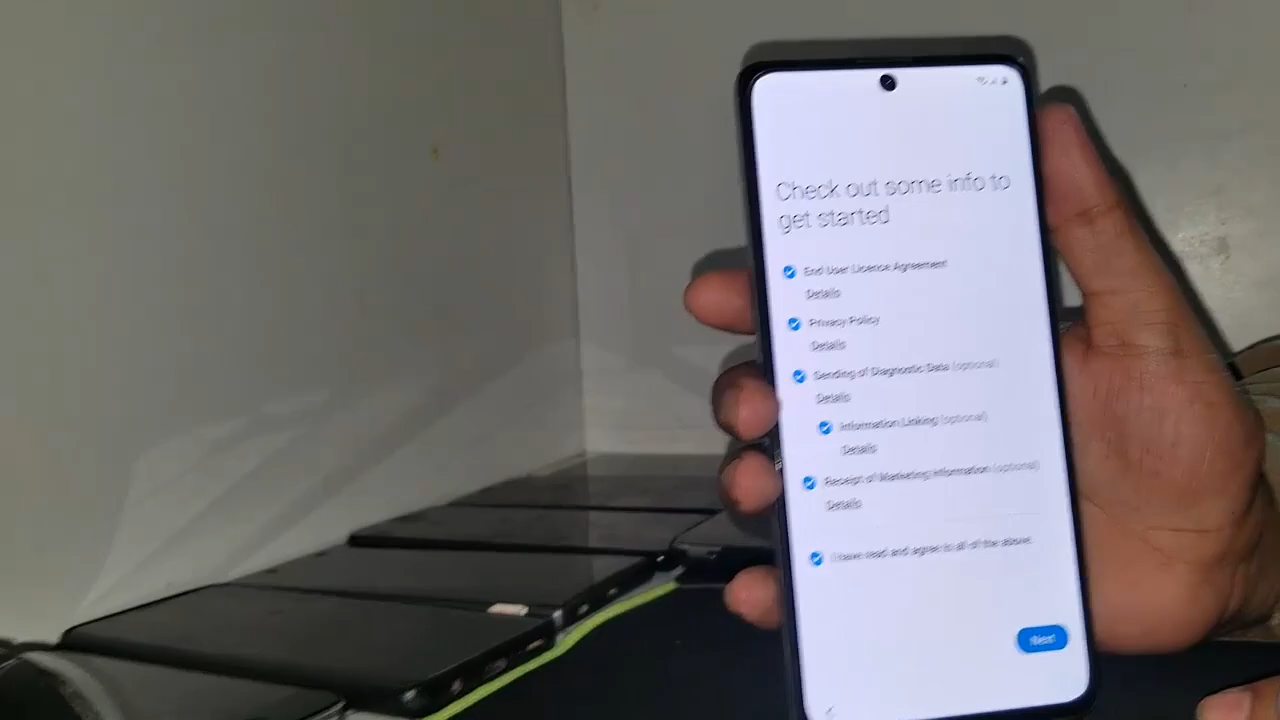 Check out some info to
get started
End User Licence Agreement
Details
Privacy Policy
Details
Sending of Diagnostic Data (optional)
Details
Information Linking (optional)
Details
Receipt of Marketing Information (optional)
Details
I have read and agree to all of the above.
Next